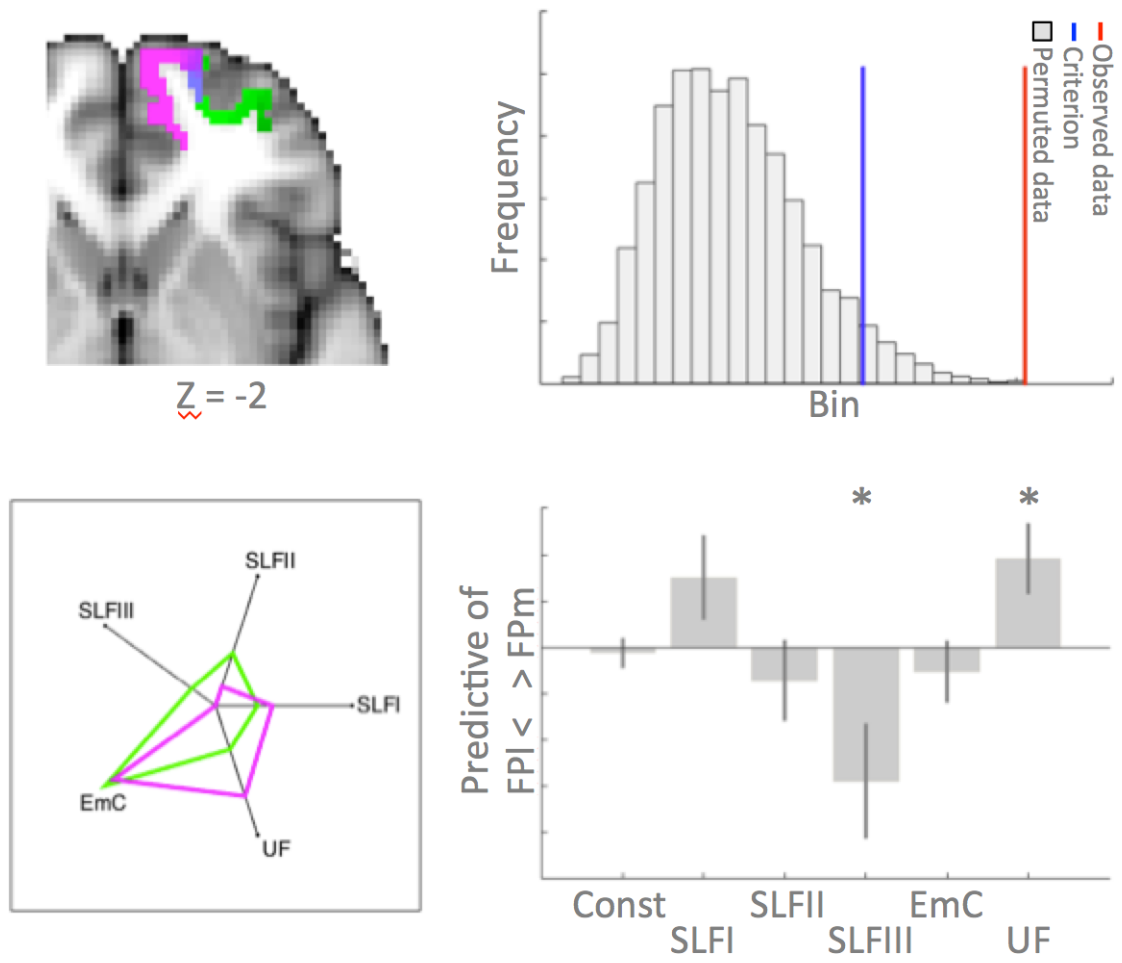 Z = -2
Frequency
Bin
Observed data
Criterion
Permuted data
SLFII
SLFIII
SLFI
EmC
UF
Predictive of
FPl < > FPm
*
*
Const
SLFI
SLFII
SLFIII
EmC
UF